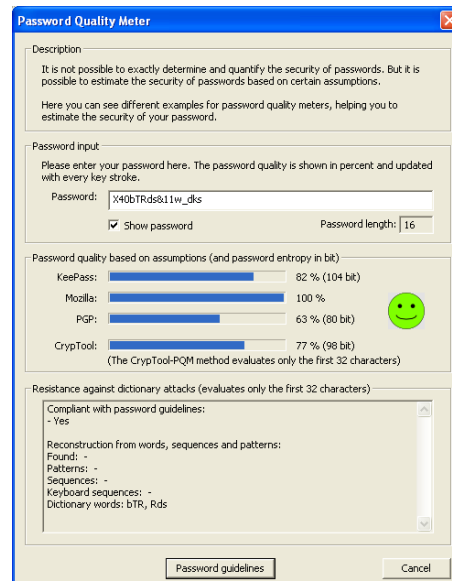 Password Quality Meter
Description
It is not possible to exactly determine and quantify the security of passwords. But it is
possible to estimate the security of passwords based on certain assumptions.
Here you can see different examples for password quality meters, helping you to
estimate the security of your password.
Password input
Please enter your password here. The password quality is shown in percent and updated
with every key stroke.
Password: X40bTRds&11w_dks
Show password Password length: 16
Password quality based on assumptions (and password entropy in bit)
KeePass: 82 % (104 bit)
Mozilla: 100 %
PGP: 63 % (80 bit)
CrypTool: 77 % (98 bit)
(The CrypTool-PQM method evaluates only the first 32 characters)
Resistance against dictionary attacks (evaluates only the first 32 characters)
Compliant with password guidelines:
- Yes
Reconstruction from words, sequences and patterns:
Found: -
Patterns: -
Sequences: -
Keyboard sequences: -
Dictionary words: bTR, Rds
Password guidelines Cancel